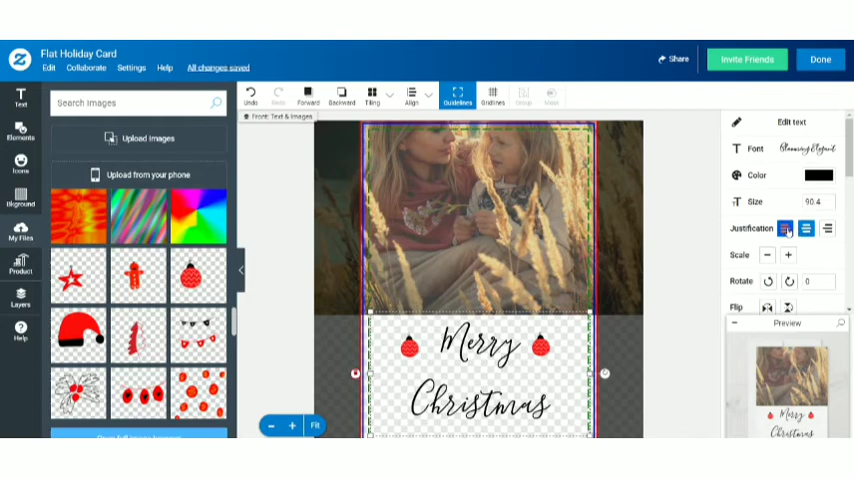 Flat Holiday Card
Edit Collaborate Settings Help All changes saved
Share
Invite Friends
Done
Text
Elements
Icons
Bkground
My Files
Product
Layers
Help
Search Images
Upload Images
Upload from your phone
Undo Redo Forward Backward Tiling Align Guidelines Gridlines Group
Front: Text & Images
Merry
Christmas
Fit
Edit text
Font Blooming Elegant
Color
Size 90.4
Justification
Scale
Rotate 0
Flip
Preview
Merry
Christmas